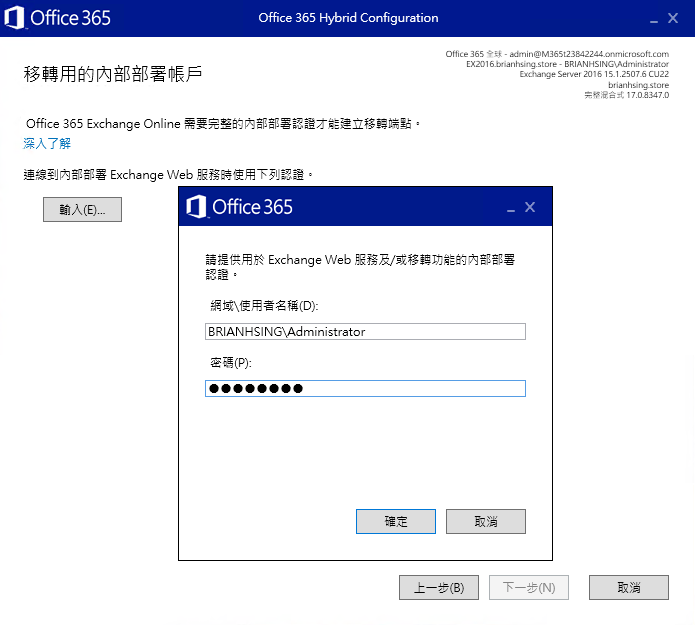 Office 365
Office 365 Hybrid Configuration
Office 365 全球 - admin@M365t23842244.onmicrosoft.com
EX2016.brianhsing.store - BRIANHSING\Administrator
Exchange Server 2016 15.1.2507.6 CU22
brianhsing.store
完整混合式 17.0.8347.0
移轉用的內部部署帳戶
Office 365 Exchange Online 需要完整的內部部署認證才能建立移轉端點。
深入了解
連線到內部部署 Exchange Web 服務時使用下列認證。
輸入(E)...
Office 365
請提供用於 Exchange Web 服務及/或移轉功能的內部部署
認證。
網域\使用者名稱(D):
BRIANHSING\Administrator
密碼(P):
●●●●●●●●
確定
取消
上一步(B)
下一步(N)
取消